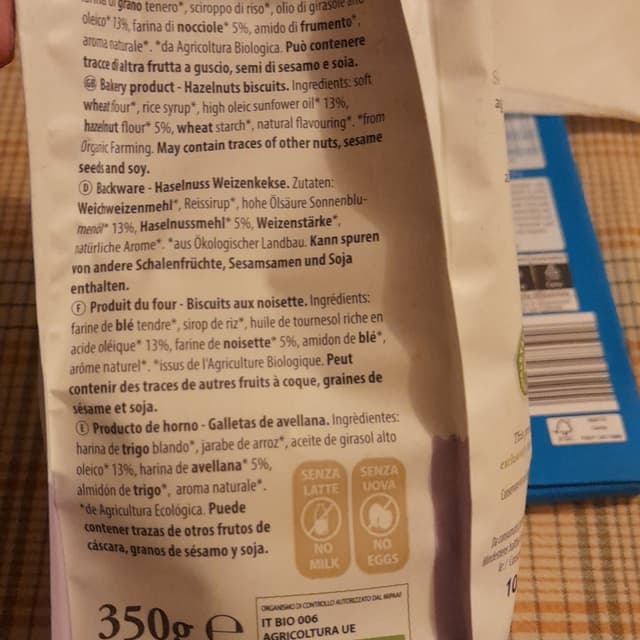 grano tenero*, sciroppo di riso*, olio di girasole alto
oleico* 13%, farina di nocciole* 5%, amido di frumento*,
aroma naturale*. *da Agricoltura Biologica. Può contenere
tracce di altra frutta a guscio, semi di sesamo e soia.
GB Bakery product - Hazelnuts biscuits. Ingredients: soft
wheat flour*, rice syrup*, high oleic sunflower oil* 13%,
hazelnut flour* 5%, wheat starch*, natural flavouring*. *from
Organic Farming. May contain traces of other nuts, sesame
seeds and soy.
D Backware - Haselnuss Weizenkekse. Zutaten:
Weichweizenmehl*, Reissirup*, hohe Ölsäure Sonnenblu-
menöl* 13%, Haselnussmehl* 5%, Weizenstärke*,
natürliche Arome*. *aus Ökologischer Landbau. Kann spuren
von andere Schalenfrüchte, Sesamsamen und Soja
enthalten.
F Produit du four - Biscuits aux noisette. Ingrédients:
farine de blé tendre*, sirop de riz*, huile de tournesol riche en
acide oléique* 13%, farine de noisette* 5%, amidon de blé*,
arôme naturel*. *issus de l'Agriculture Biologique. Peut
contenir des traces de autres fruits à coque, graines de
sésame et soja.
E Producto de horno - Galletas de avellana. Ingrèdientes:
harina de trigo blando*, jarabe de arroz*, aceite de girasol alto
oleico* 13%, harina de avellana* 5%,
almidón de trigo*, aroma naturale*.
*de Agricultura Ecológica. Puede
contener trazas de otros frutos de
cáscara, granos de sésamo y soja.
SENZA
LATTE
NO
MILK
SENZA
UOVA
NO
EGGS
350g e
ORGANISMO DI CONTROLLO AUTORIZZATO DAL MIPAAF
IT BIO 006
AGRICOLTURA UE
10